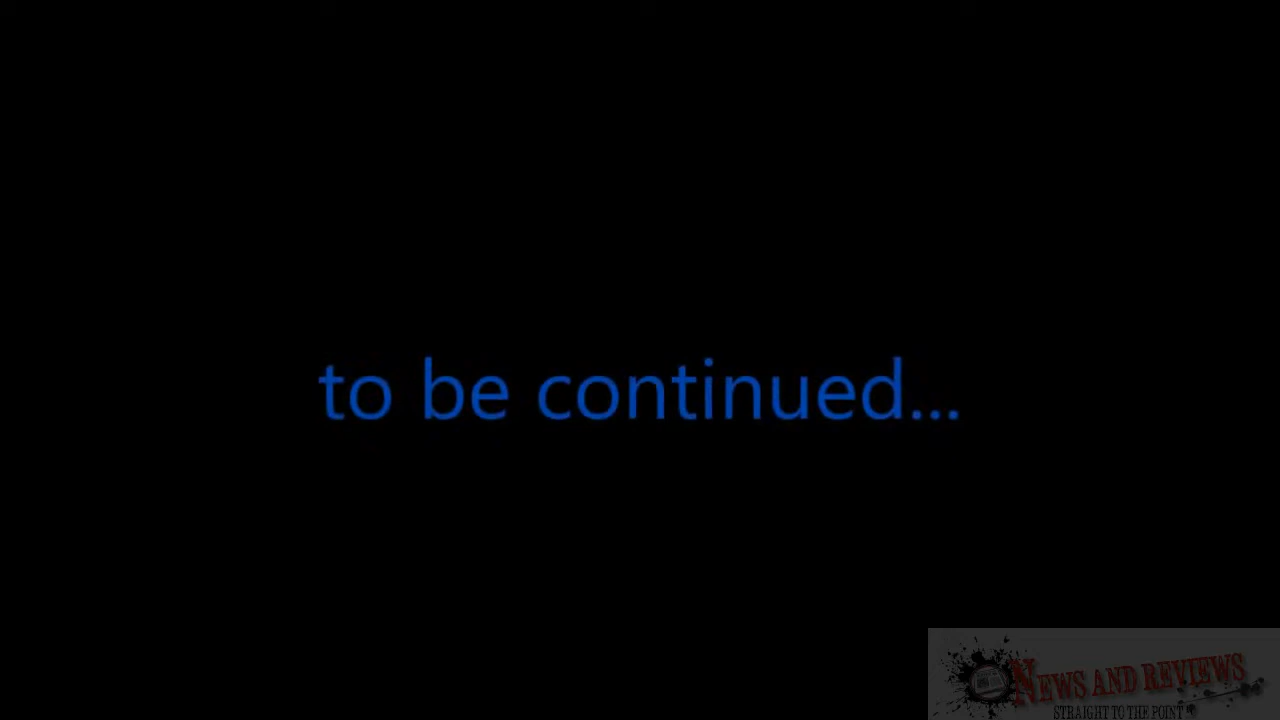 to be continued...
NEWS AND REVIEWS
STRAIGHT TO THE POINT